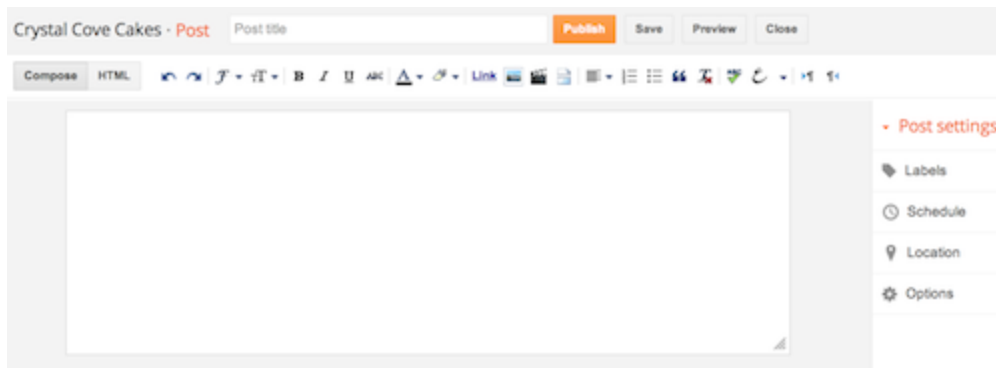 Crystal Cove Cakes · Post Post title Publish Save Preview Close
Compose HTML B I U ABC A Link
Post settings
Labels
Schedule
Location
Options